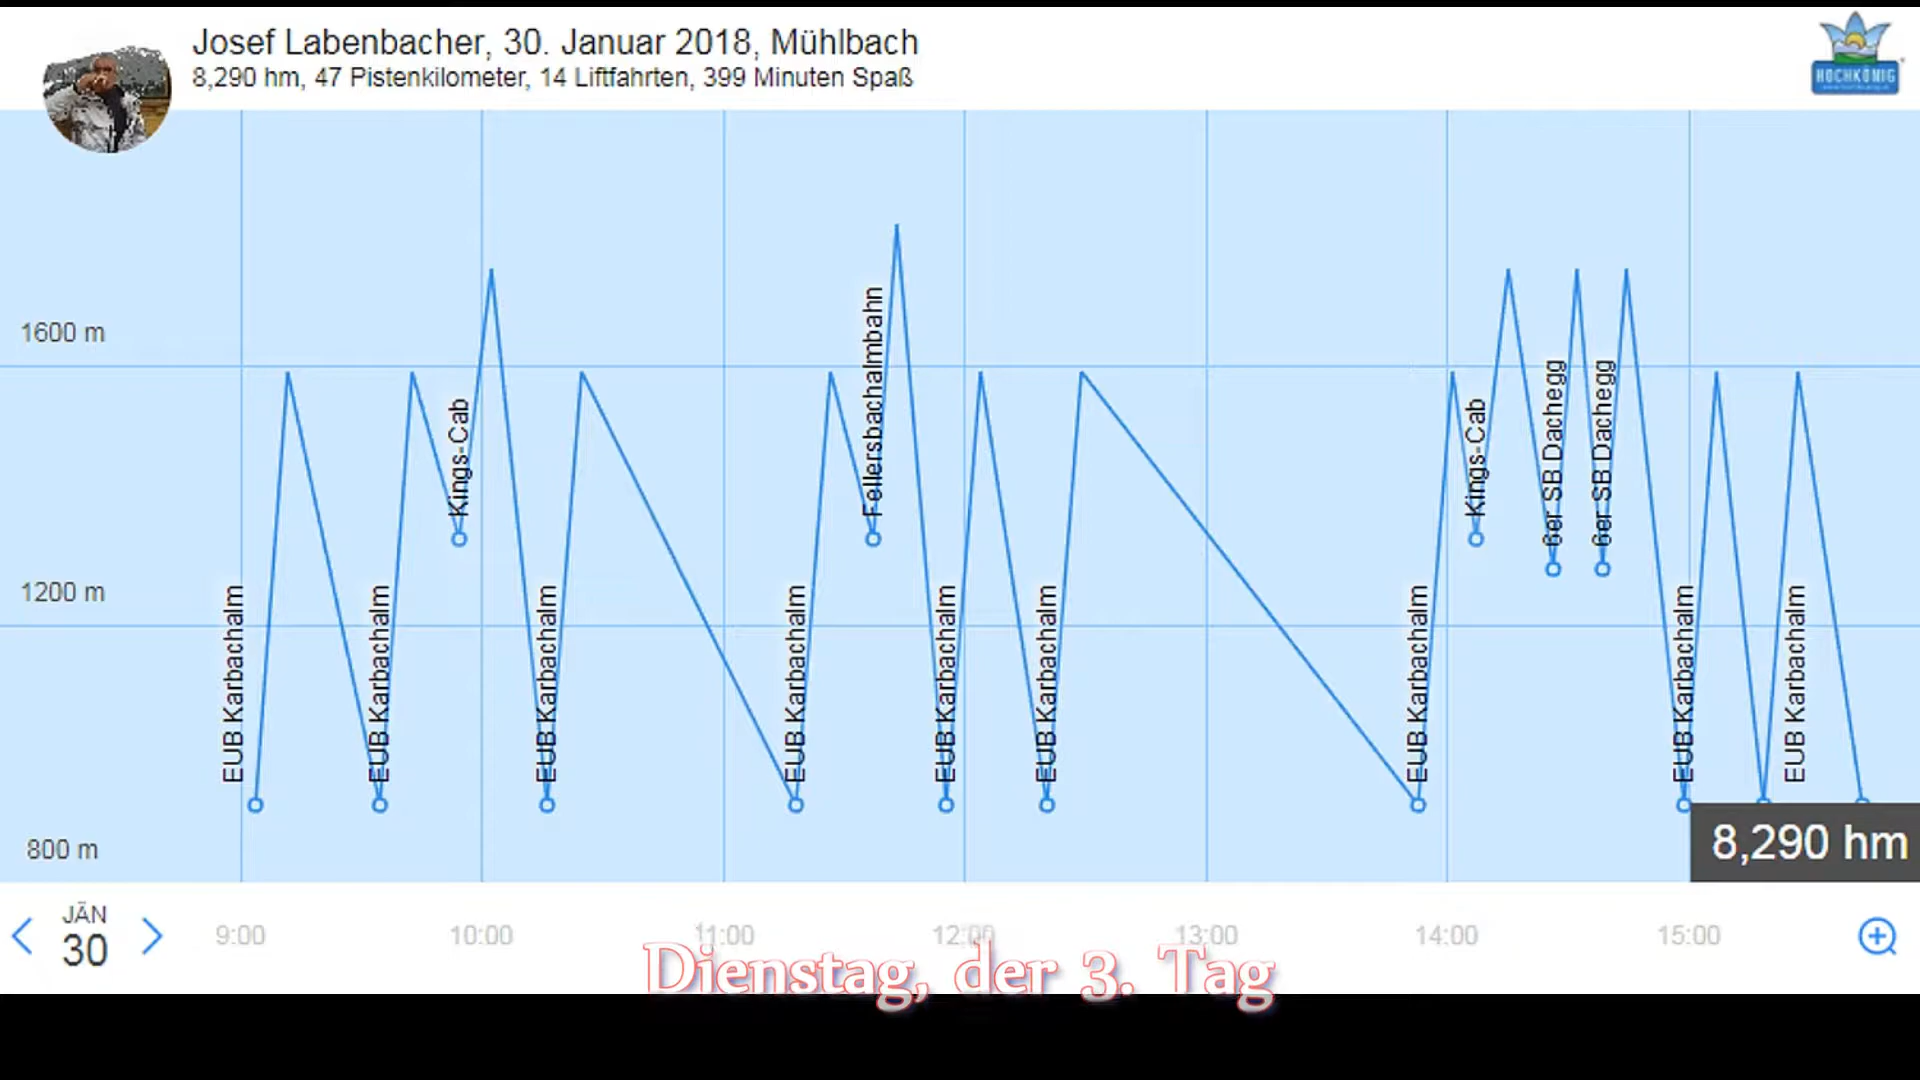 Josef Labenbacher, 30. Januar 2018, Mühlbach
8,290 hm, 47 Pistenkilometer, 14 Liftfahrten, 399 Minuten Spaß
HOCHKÖNIG
1600 m
1200 m
800 m
EUB Karbachalm
EUB Karbachalm
Kings-Cab
EUB Karbachalm
EUB Karbachalm
Fellersbachalmbahn
EUB Karbachalm
EUB Karbachalm
EUB Karbachalm
Kings-Cab
6er SB Dachegg
6er SB Dachegg
EUB Karbachalm
EUB Karbachalm
8,290 hm
JÄN
30
9:00 10:00 11:00 12:00 13:00 14:00 15:00
Dienstag, der 3. Tag